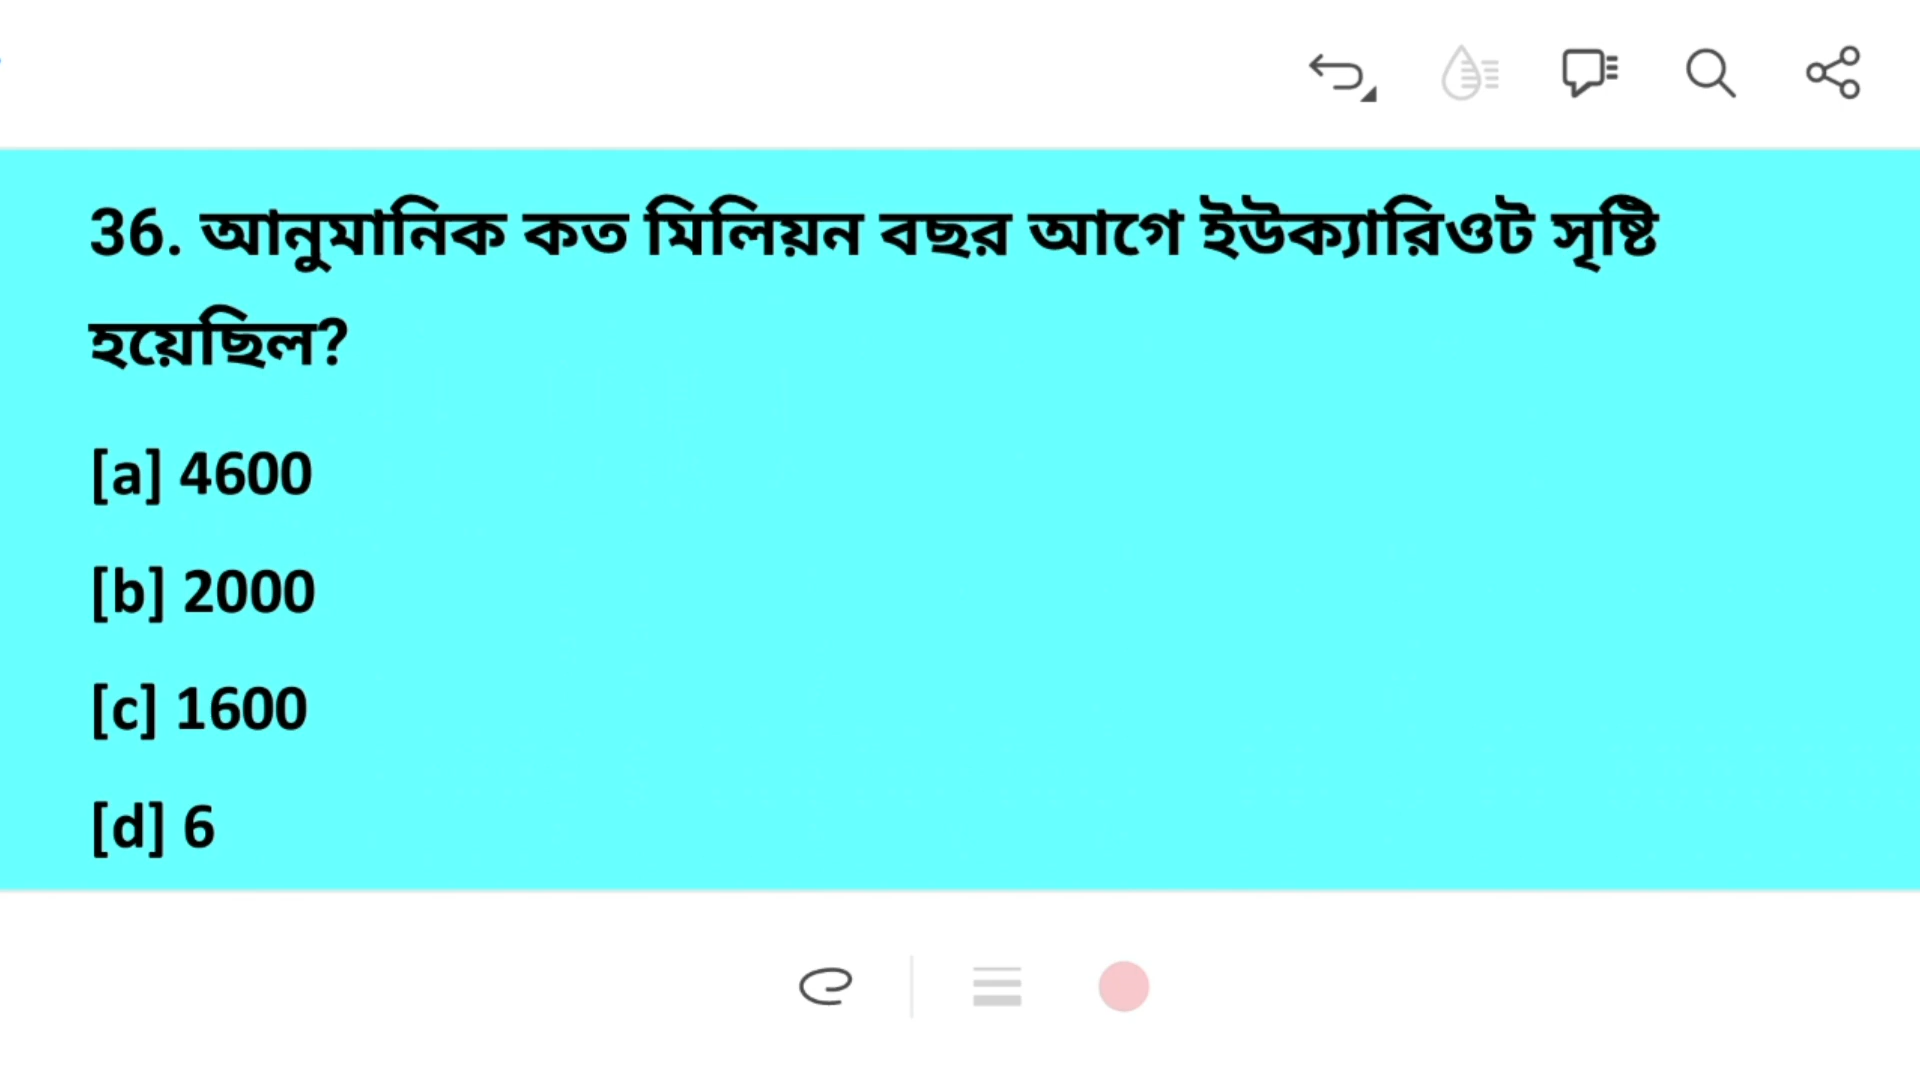 36. আনুমানিক কত মিলিয়ন বছর আগে ইউক্যারিওট সৃষ্টি
হয়েছিল?
[a] 4600
[b] 2000
[c] 1600
[d] 6